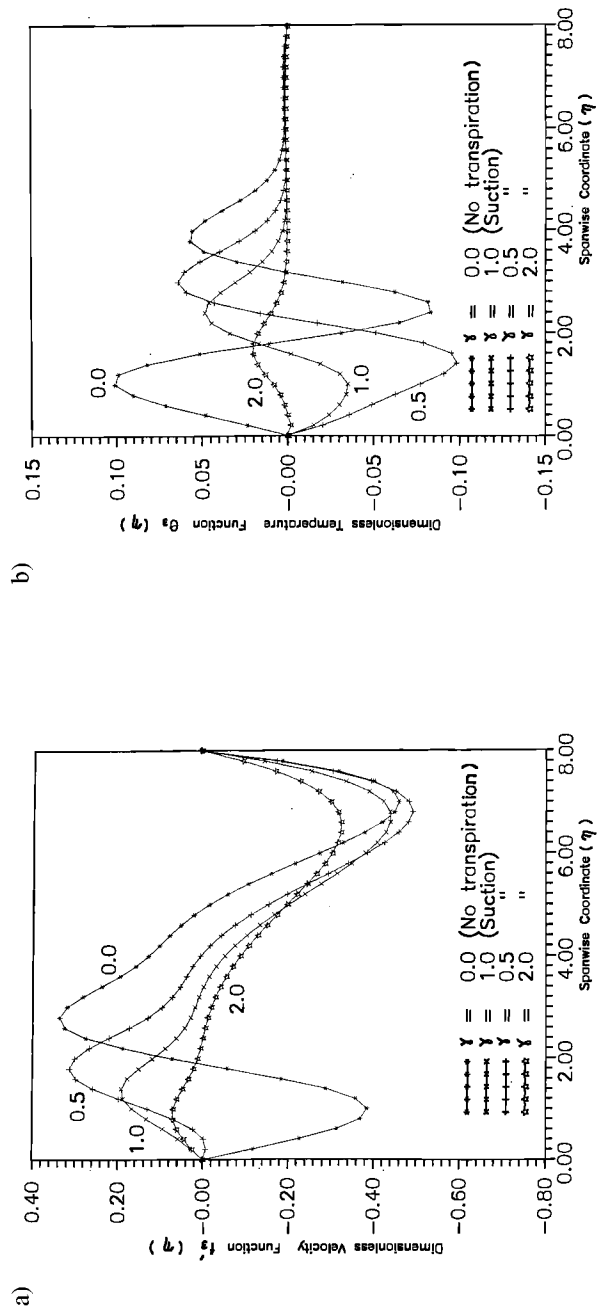 a)
0.40
0.20
-0.00
-0.20
-0.40
-0.60
-0.80
Dimensionless Velocity Function f₃′ (η)
0.0
0.5
1.0
2.0
γ = 0.0 (No transpiration)
γ = 1.0 (Suction)
γ = 0.5 "
γ = 2.0 "
0.00 2.00 4.00 6.00 8.00
Spanwise Coordinate (η)
b)
0.15
0.10
0.05
-0.00
-0.05
-0.10
-0.15
Dimensionless Temperature Function θ₃ (η)
0.0
2.0
1.0
0.5
γ = 0.0 (No transpiration)
γ = 1.0 (Suction)
γ = 0.5 "
γ = 2.0 "
0.00 2.00 4.00 6.00 8.00
Spanwise Coordinate (η)